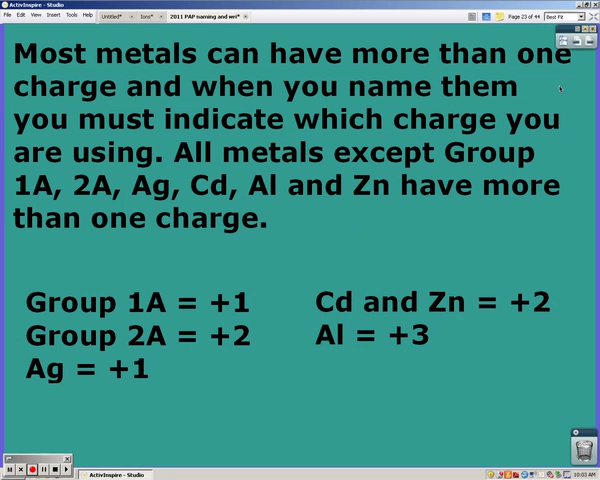 ActivInspire - Studio
File Edit View Insert Tools Help
Untitled* Ions* 2011 PAP naming and wri* Page 23 of 44 Best Fit
Most metals can have more than one
charge and when you name them
you must indicate which charge you
are using. All metals except Group
1A, 2A, Ag, Cd, Al and Zn have more
than one charge.
Group 1A = +1
Group 2A = +2
Ag = +1
Cd and Zn = +2
Al = +3
ActivInspire - Studio
10:03 AM